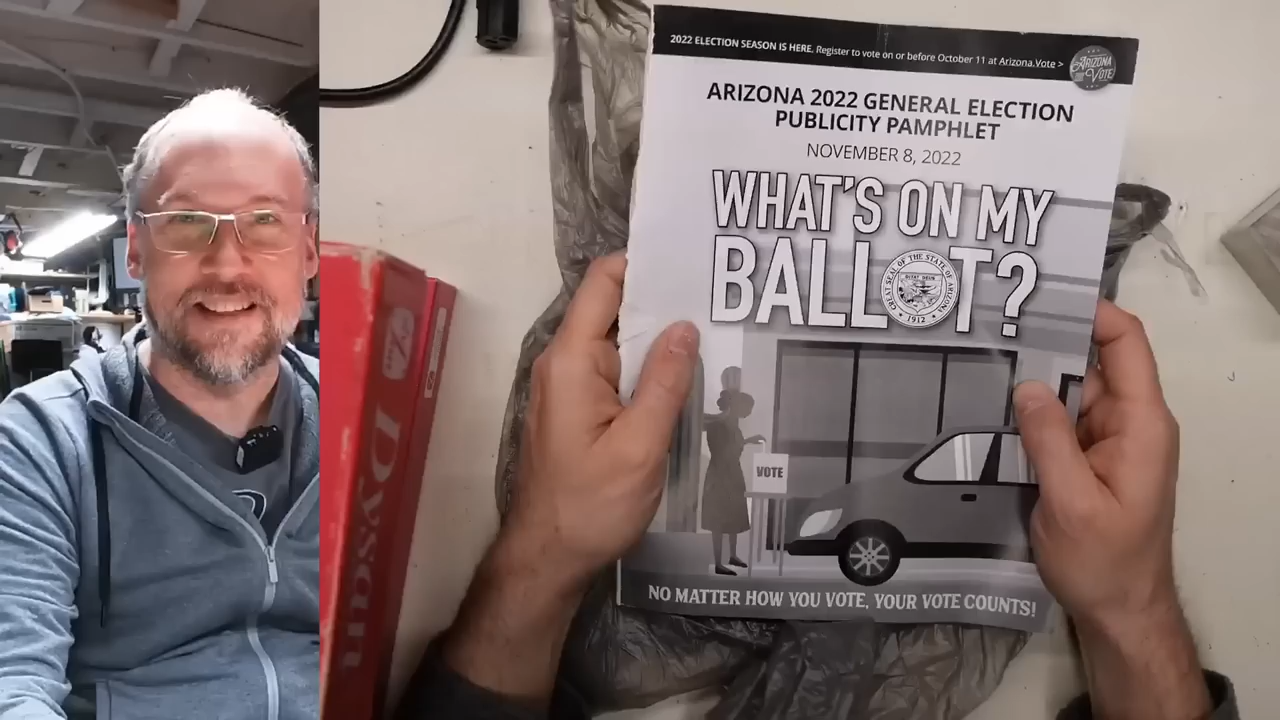 2022 ELECTION SEASON IS HERE. Register to vote on or before October 11 at Arizona.Vote >
ARIZONA VOTE
ARIZONA 2022 GENERAL ELECTION
PUBLICITY PAMPHLET
NOVEMBER 8, 2022
WHAT'S ON MY
BALLOT?
GREAT SEAL OF THE STATE OF ARIZONA
DITAT DEUS
1912
VOTE
NO MATTER HOW YOU VOTE, YOUR VOTE COUNTS!
Dysan